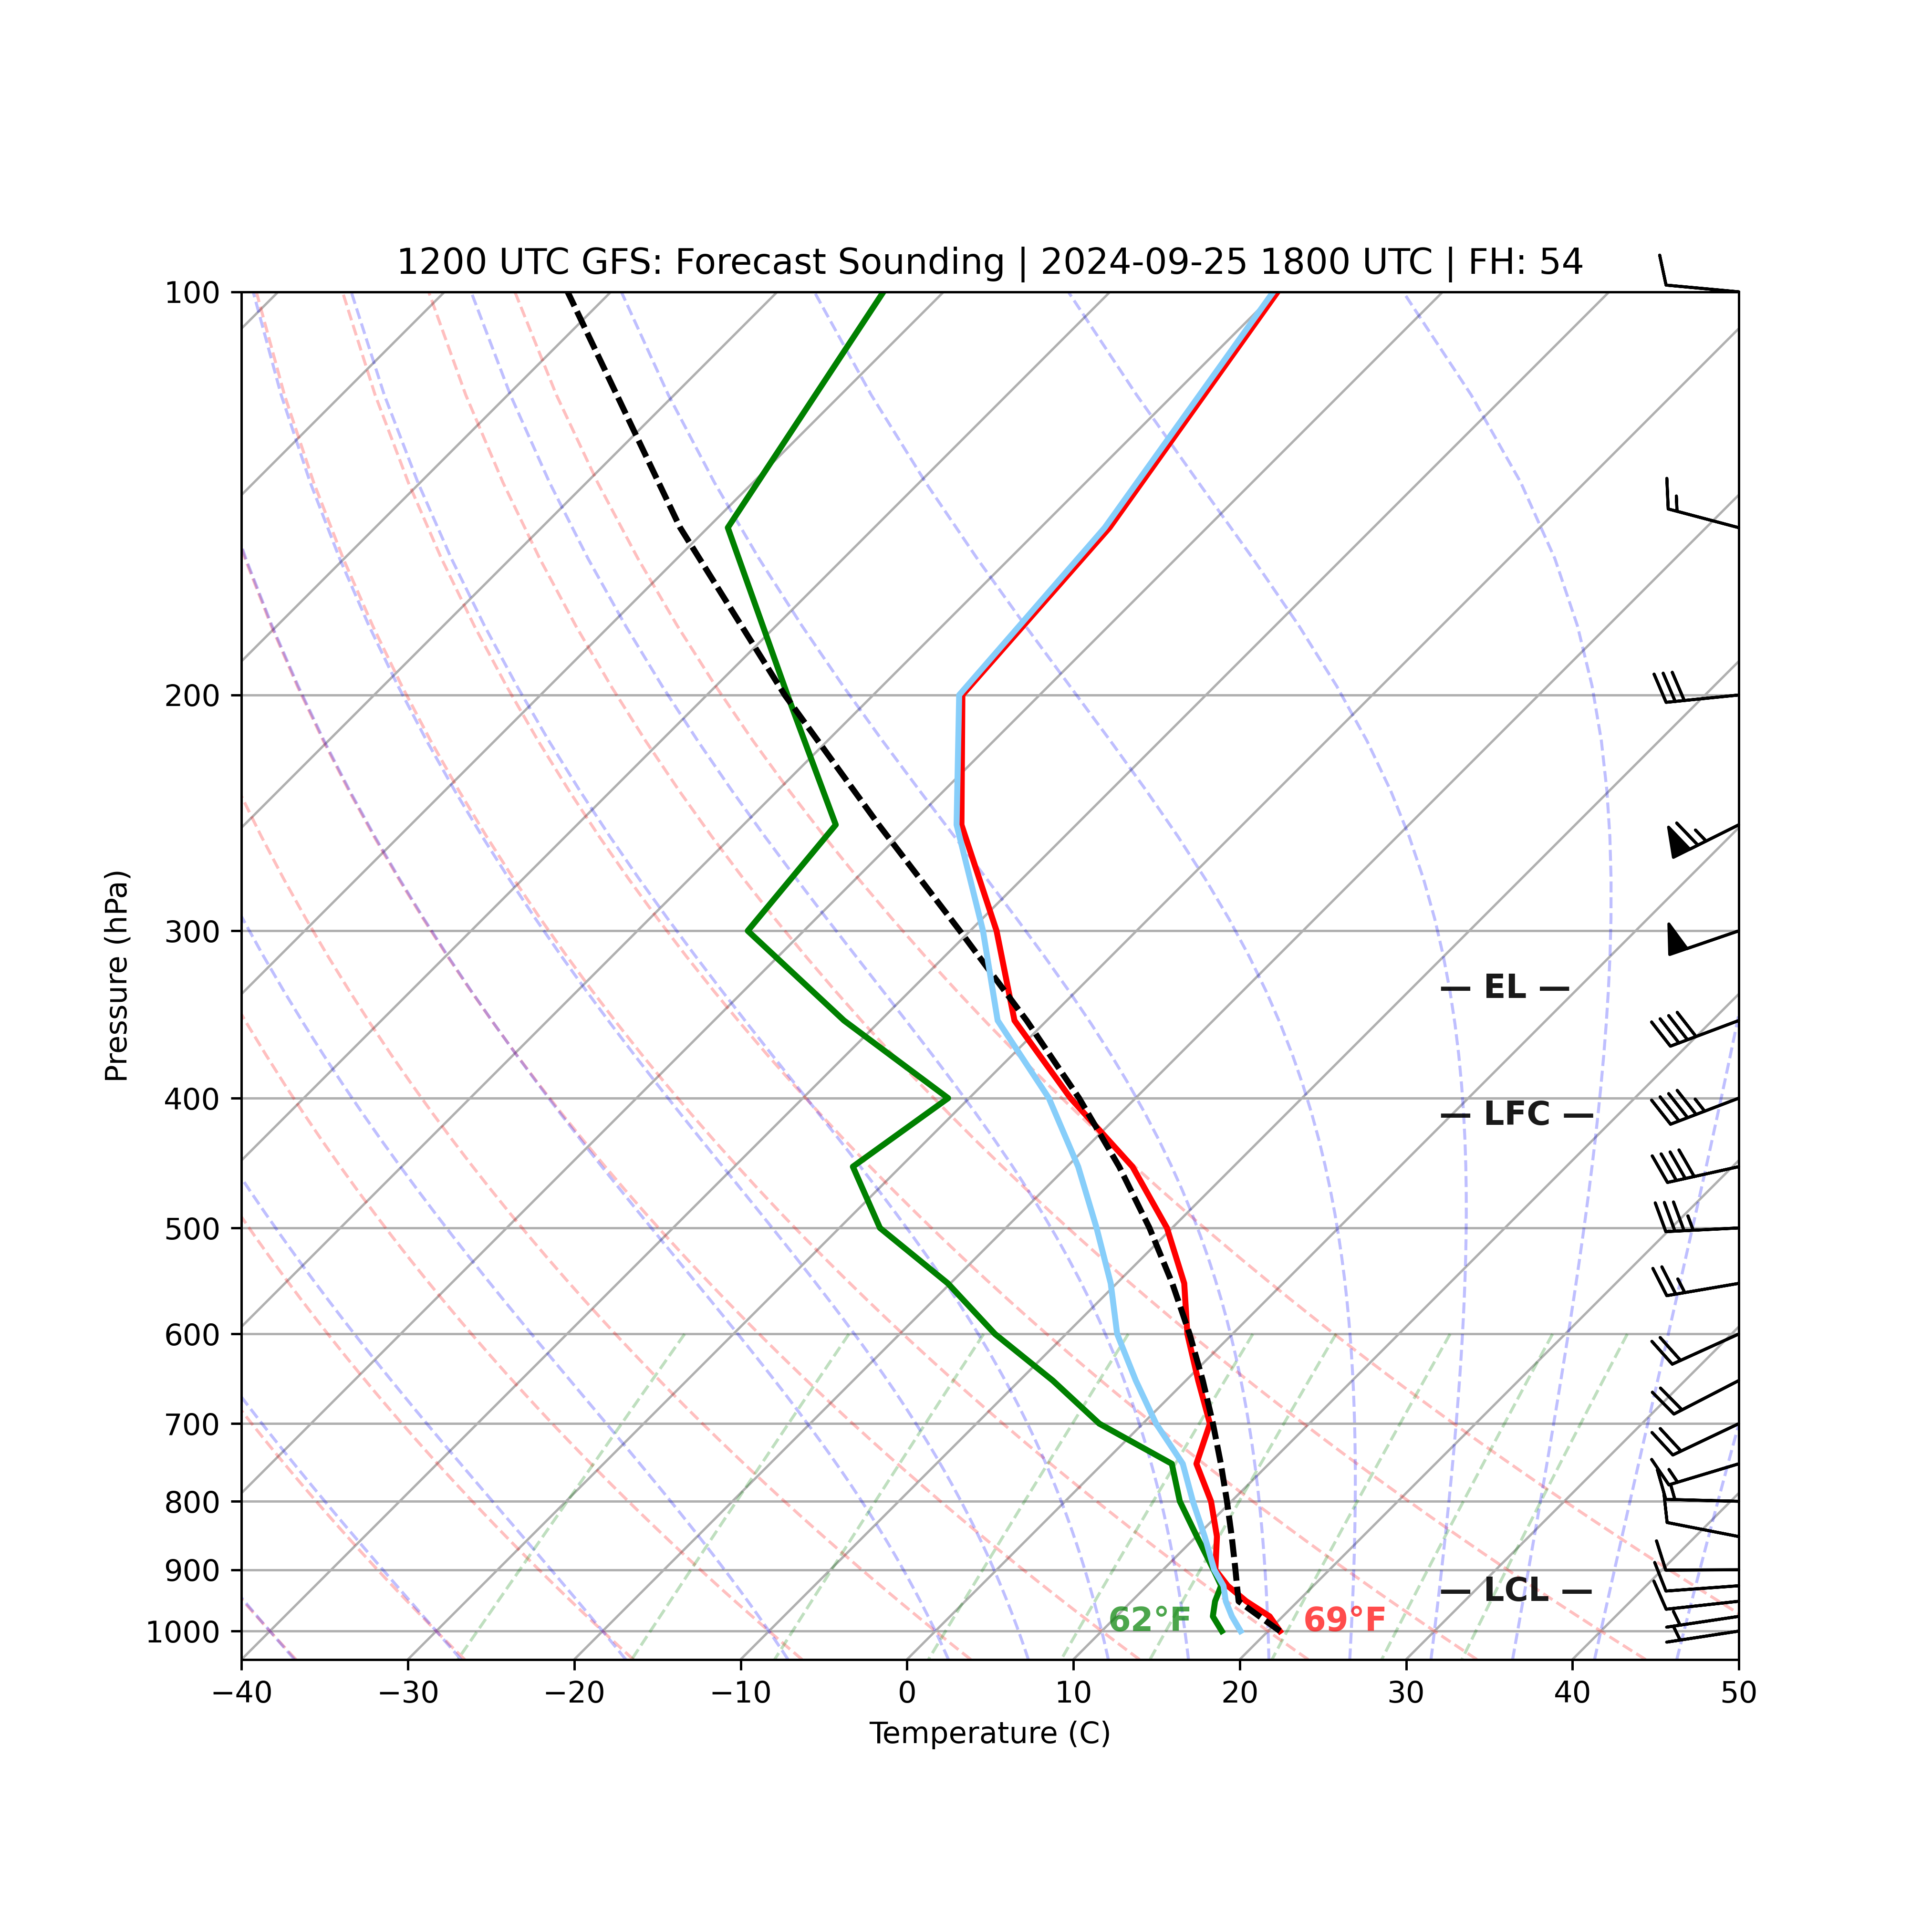 1200 UTC GFS: Forecast Sounding | 2024-09-25 1800 UTC | FH: 54
100
200
300
— EL —
400
— LFC —
500
600
700
800
900
— LCL —
62°F 69°F
1000
−40 −30 −20 −10 0 10 20 30 40 50
Temperature (C)
Pressure (hPa)